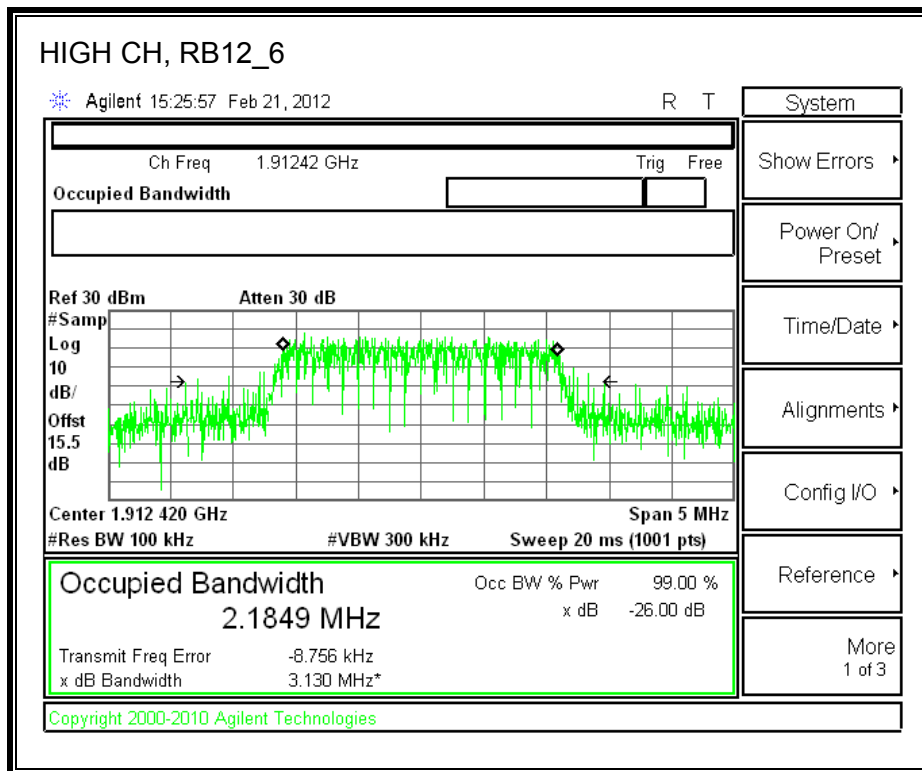 HIGH CH, RB12_6
Agilent 15:25:57 Feb 21, 2012 R T
System
Ch Freq 1.91242 GHz Trig Free
Occupied Bandwidth
Show Errors
Power On/
Preset
Time/Date
Alignments
Config I/O
Reference
More
1 of 3
Ref 30 dBm Atten 30 dB
#Samp
Log
10
dB/
Offst
15.5
dB
Center 1.912 420 GHz Span 5 MHz
#Res BW 100 kHz #VBW 300 kHz Sweep 20 ms (1001 pts)
Occupied Bandwidth Occ BW % Pwr 99.00 %
2.1849 MHz x dB -26.00 dB
Transmit Freq Error -8.756 kHz
x dB Bandwidth 3.130 MHz*
Copyright 2000-2010 Agilent Technologies